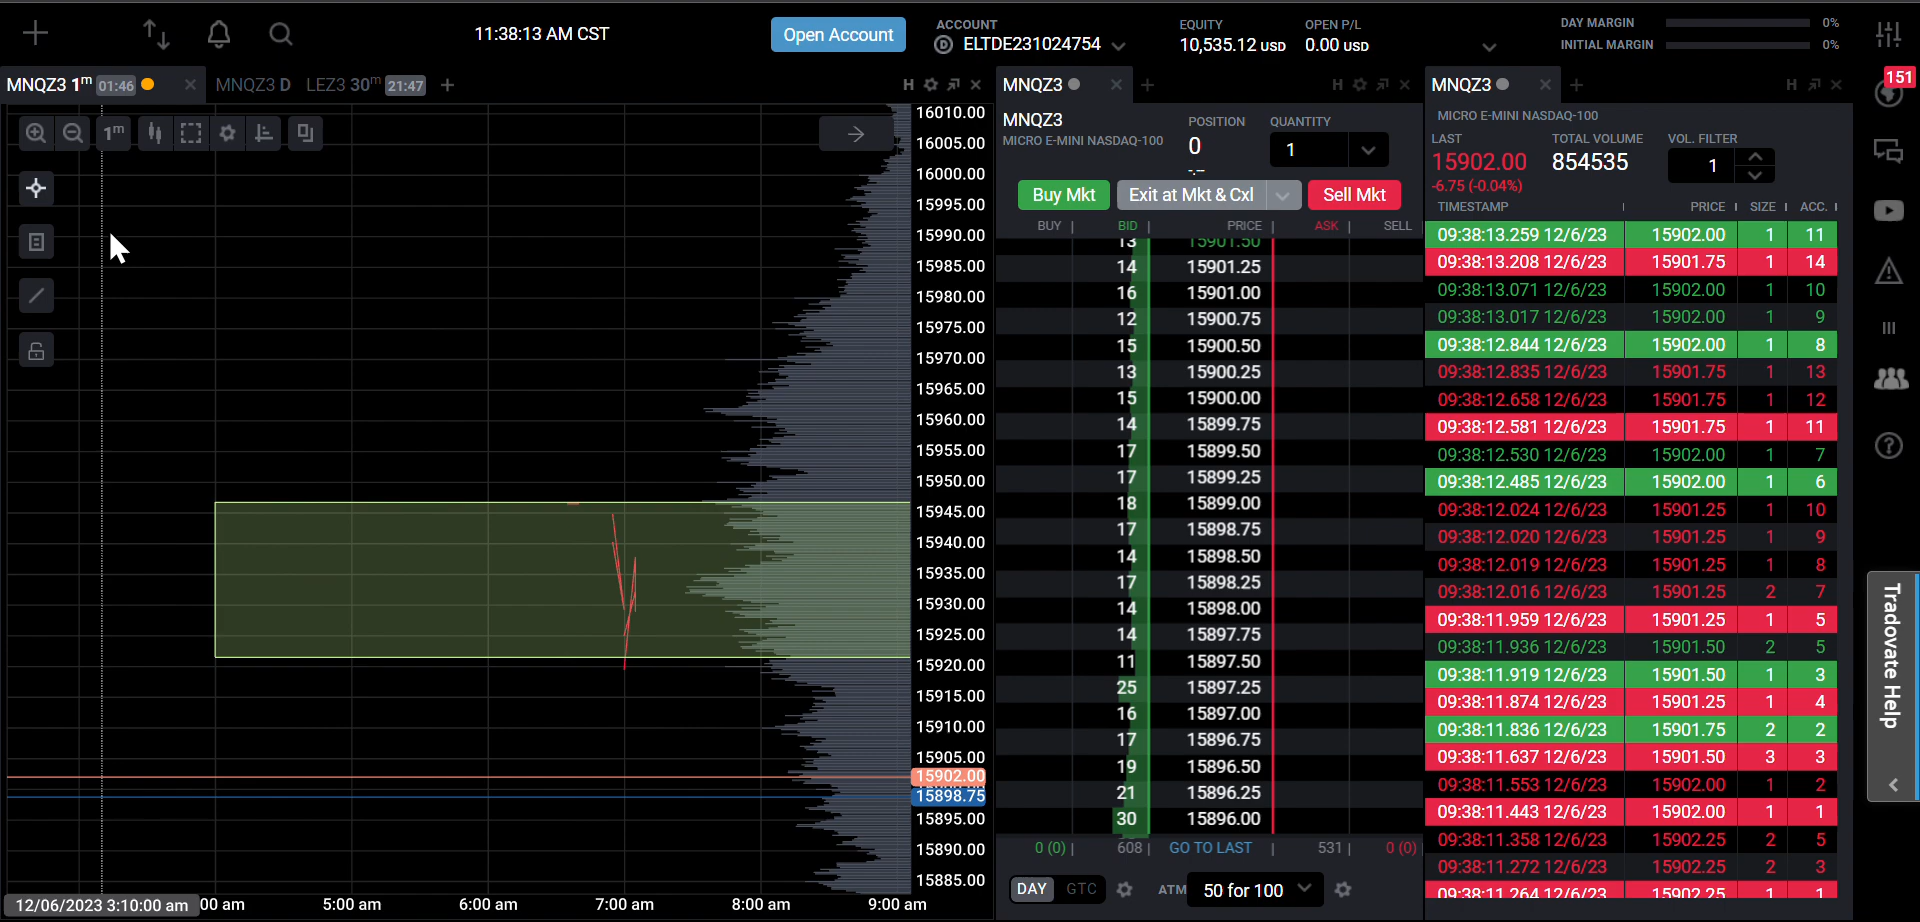 11:38:13 AM CST
Open Account
ACCOUNT
D ELTDE231024754
EQUITY
10,535.12 USD
OPEN P/L
0.00 USD
DAY MARGIN 0%
INITIAL MARGIN 0%
151
MNQZ3 1m 01:46
MNQZ3 D
LEZ3 30m 21:47
1m
16010.00
16005.00
16000.00
15995.00
15990.00
15985.00
15980.00
15975.00
15970.00
15965.00
15960.00
15955.00
15950.00
15945.00
15940.00
15935.00
15930.00
15925.00
15920.00
15915.00
15910.00
15905.00
15902.00
15898.75
15895.00
15890.00
15885.00
12/06/2023 3:10:00 am 00 am 5:00 am 6:00 am 7:00 am 8:00 am 9:00 am
MNQZ3
H
MNQZ3
MICRO E-MINI NASDAQ-100
POSITION
0
-.--
QUANTITY
1
Buy Mkt Exit at Mkt & Cxl Sell Mkt
BUY BID PRICE ASK SELL
13 15901.50
14 15901.25
16 15901.00
12 15900.75
15 15900.50
13 15900.25
15 15900.00
14 15899.75
17 15899.50
17 15899.25
18 15899.00
17 15898.75
14 15898.50
17 15898.25
14 15898.00
14 15897.75
11 15897.50
25 15897.25
16 15897.00
17 15896.75
19 15896.50
21 15896.25
30 15896.00
0 (0) 608 GO TO LAST 531 0 (0)
DAY GTC ATM 50 for 100
MNQZ3
H
MICRO E-MINI NASDAQ-100
LAST
15902.00
-6.75 (-0.04%)
TOTAL VOLUME
854535
VOL. FILTER
1
TIMESTAMP PRICE SIZE ACC.
09:38:13.259 12/6/23 15902.00 1 11
09:38:13.208 12/6/23 15901.75 1 14
09:38:13.071 12/6/23 15902.00 1 10
09:38:13.017 12/6/23 15902.00 1 9
09:38:12.844 12/6/23 15902.00 1 8
09:38:12.835 12/6/23 15901.75 1 13
09:38:12.658 12/6/23 15901.75 1 12
09:38:12.581 12/6/23 15901.75 1 11
09:38:12.530 12/6/23 15902.00 1 7
09:38:12.485 12/6/23 15902.00 1 6
09:38:12.024 12/6/23 15901.25 1 10
09:38:12.020 12/6/23 15901.25 1 9
09:38:12.019 12/6/23 15901.25 1 8
09:38:12.016 12/6/23 15901.25 2 7
09:38:11.959 12/6/23 15901.25 1 5
09:38:11.936 12/6/23 15901.50 2 5
09:38:11.919 12/6/23 15901.50 1 3
09:38:11.874 12/6/23 15901.25 1 4
09:38:11.836 12/6/23 15901.75 2 2
09:38:11.637 12/6/23 15901.50 3 3
09:38:11.553 12/6/23 15902.00 1 2
09:38:11.443 12/6/23 15902.00 1 1
09:38:11.358 12/6/23 15902.25 2 5
09:38:11.272 12/6/23 15902.25 2 3
09:38:11.264 12/6/23 15902.25 1 1
Tradovate Help